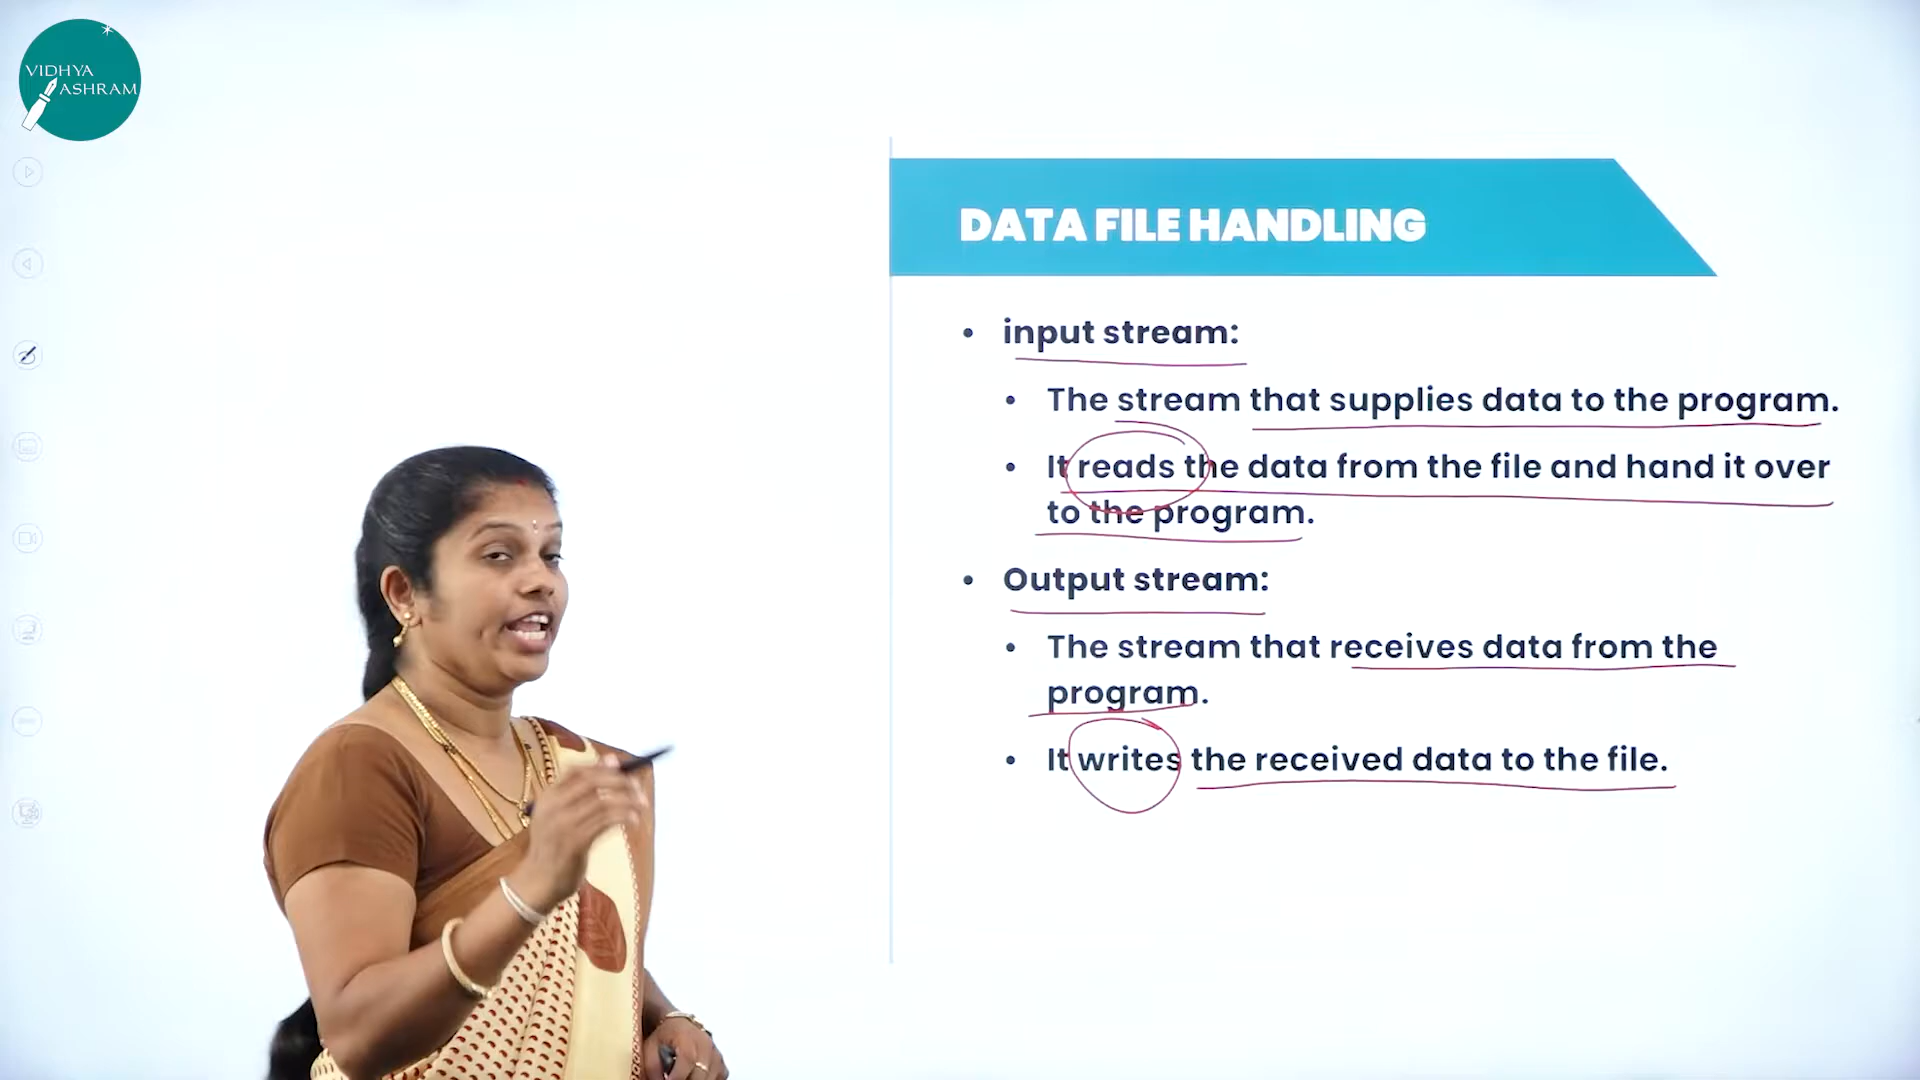 VIDHYA
ASHRAM
DATA FILE HANDLING
• input stream:
• The stream that supplies data to the program.
• It reads the data from the file and hand it over
to the program.
• Output stream:
• The stream that receives data from the
program.
• It writes the received data to the file.